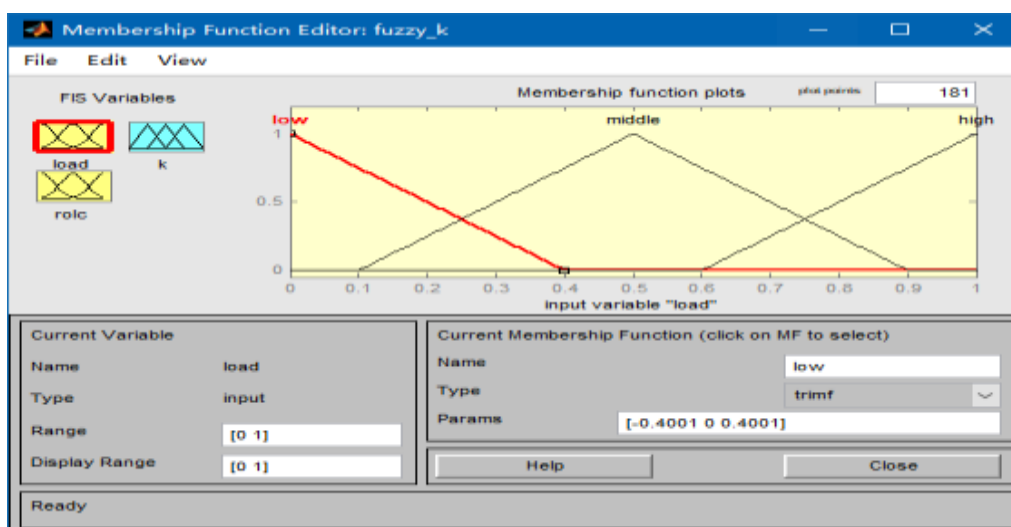 Membership Function Editor: fuzzy_k
File Edit View
FIS Variables
load
k
rolc
Membership function plots
plot points
181
low
middle
high
1
0.5
0
0 0.1 0.2 0.3 0.4 0.5 0.6 0.7 0.8 0.9 1
input variable "load"
Current Variable
Name load
Type input
Range [0 1]
Display Range [0 1]
Current Membership Function (click on MF to select)
Name low
Type trimf
Params [-0.4001 0 0.4001]
Help
Close
Ready